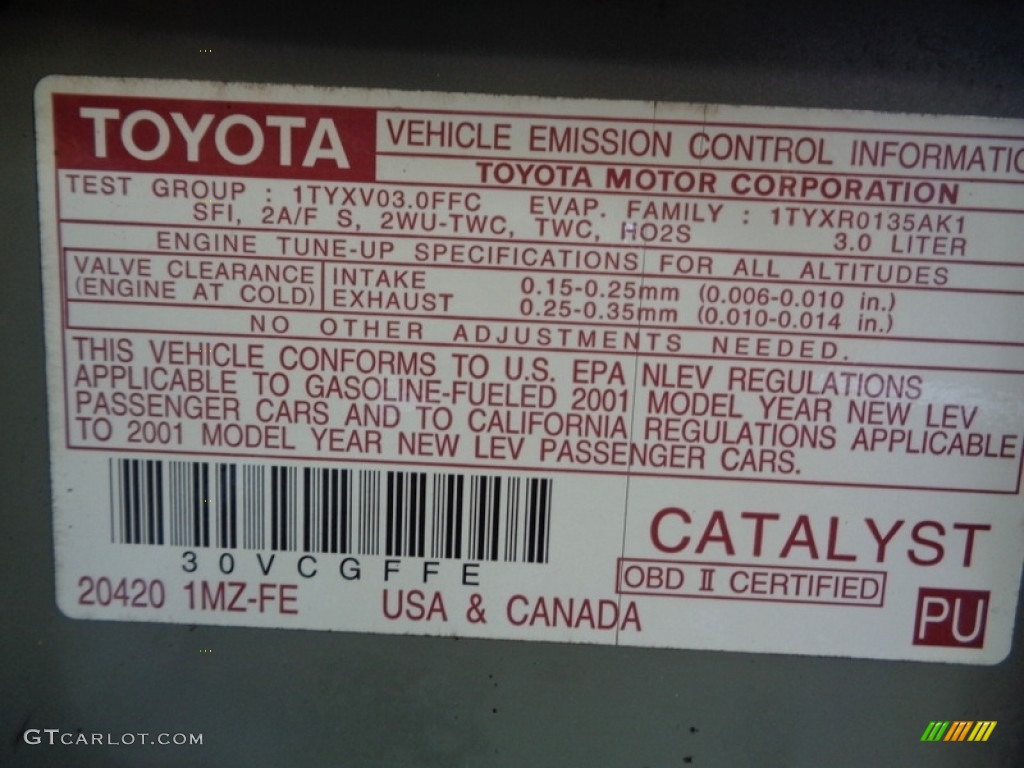 TOYOTA VEHICLE EMISSION CONTROL
TOYOTA MOTOR CORPORATION
TEST GROUP : 1TYXV03.0FFC EVAP. FAMILY : 1TYXR0135AK1
SFI, 2A/F S, 2WU-TWC, TWC, HO2S 3.0 LITER
ENGINE TUNE-UP SPECIFICATIONS FOR ALL ALTITUDES
VALVE CLEARANCE INTAKE 0.15-0.25mm (0.006-0.010 in.)
(ENGINE AT COLD) EXHAUST 0.25-0.35mm (0.010-0.014 in.)
NO OTHER ADJUSTMENTS NEEDED.
THIS VEHICLE CONFORMS TO U.S. EPA NLEV REGULATIONS
APPLICABLE TO GASOLINE-FUELED 2001 MODEL YEAR NEW LEV
PASSENGER CARS AND TO CALIFORNIA REGULATIONS APPLICABLE
TO 2001 MODEL YEAR NEW LEV PASSENGER CARS.
30VCGFFE
CATALYST
OBD II CERTIFIED
20420 1MZ-FE USA & CANADA
PU
GTCARLOT.COM